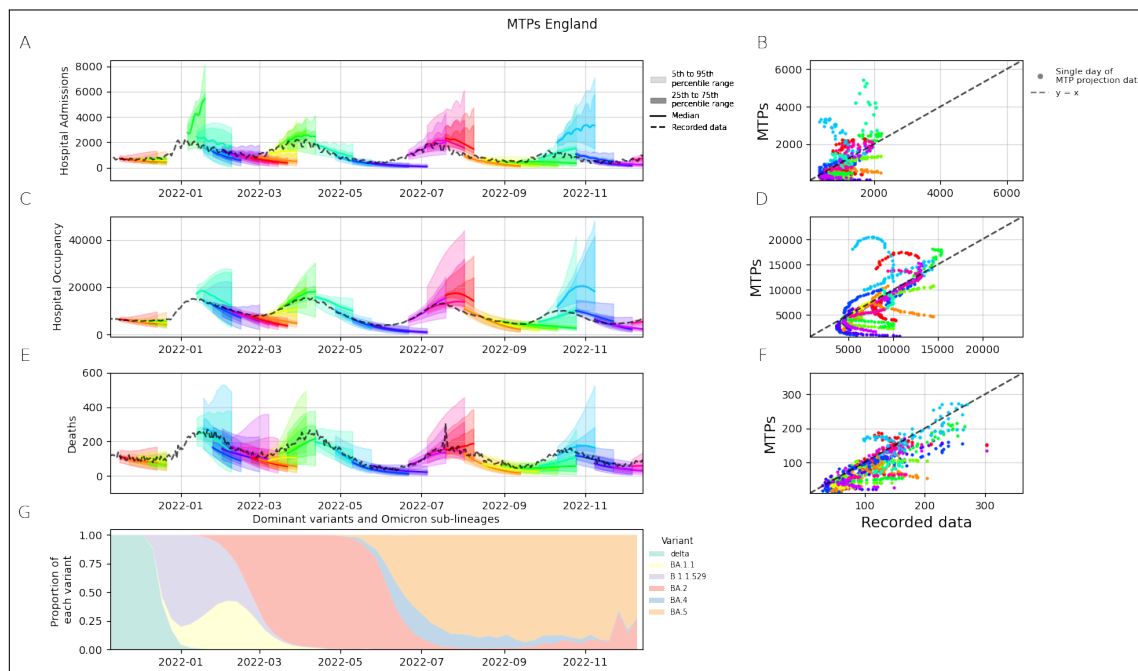 MTPs England
A
Hospital Admissions
8000
6000
4000
2000
0
2022-01
2022-03
2022-05
2022-07
2022-09
2022-11
5th to 95th
percentile range
25th to 75th
percentile range
Median
Recorded data
B
MTPs
6000
4000
2000
2000
4000
6000
Single day of
MTP projection data
y = x
C
Hospital Occupancy
40000
20000
0
2022-01
2022-03
2022-05
2022-07
2022-09
2022-11
D
MTPs
20000
15000
10000
5000
5000
10000
15000
20000
E
Deaths
600
400
200
0
2022-01
2022-03
2022-05
2022-07
2022-09
2022-11
F
MTPs
300
200
100
100
200
300
Recorded data
G
Dominant variants and Omicron sub-lineages
Proportion of
each variant
1.00
0.75
0.50
0.25
0.00
2022-01
2022-03
2022-05
2022-07
2022-09
2022-11
Variant
delta
BA.1.1
B.1.1 529
BA.2
BA.4
BA.5